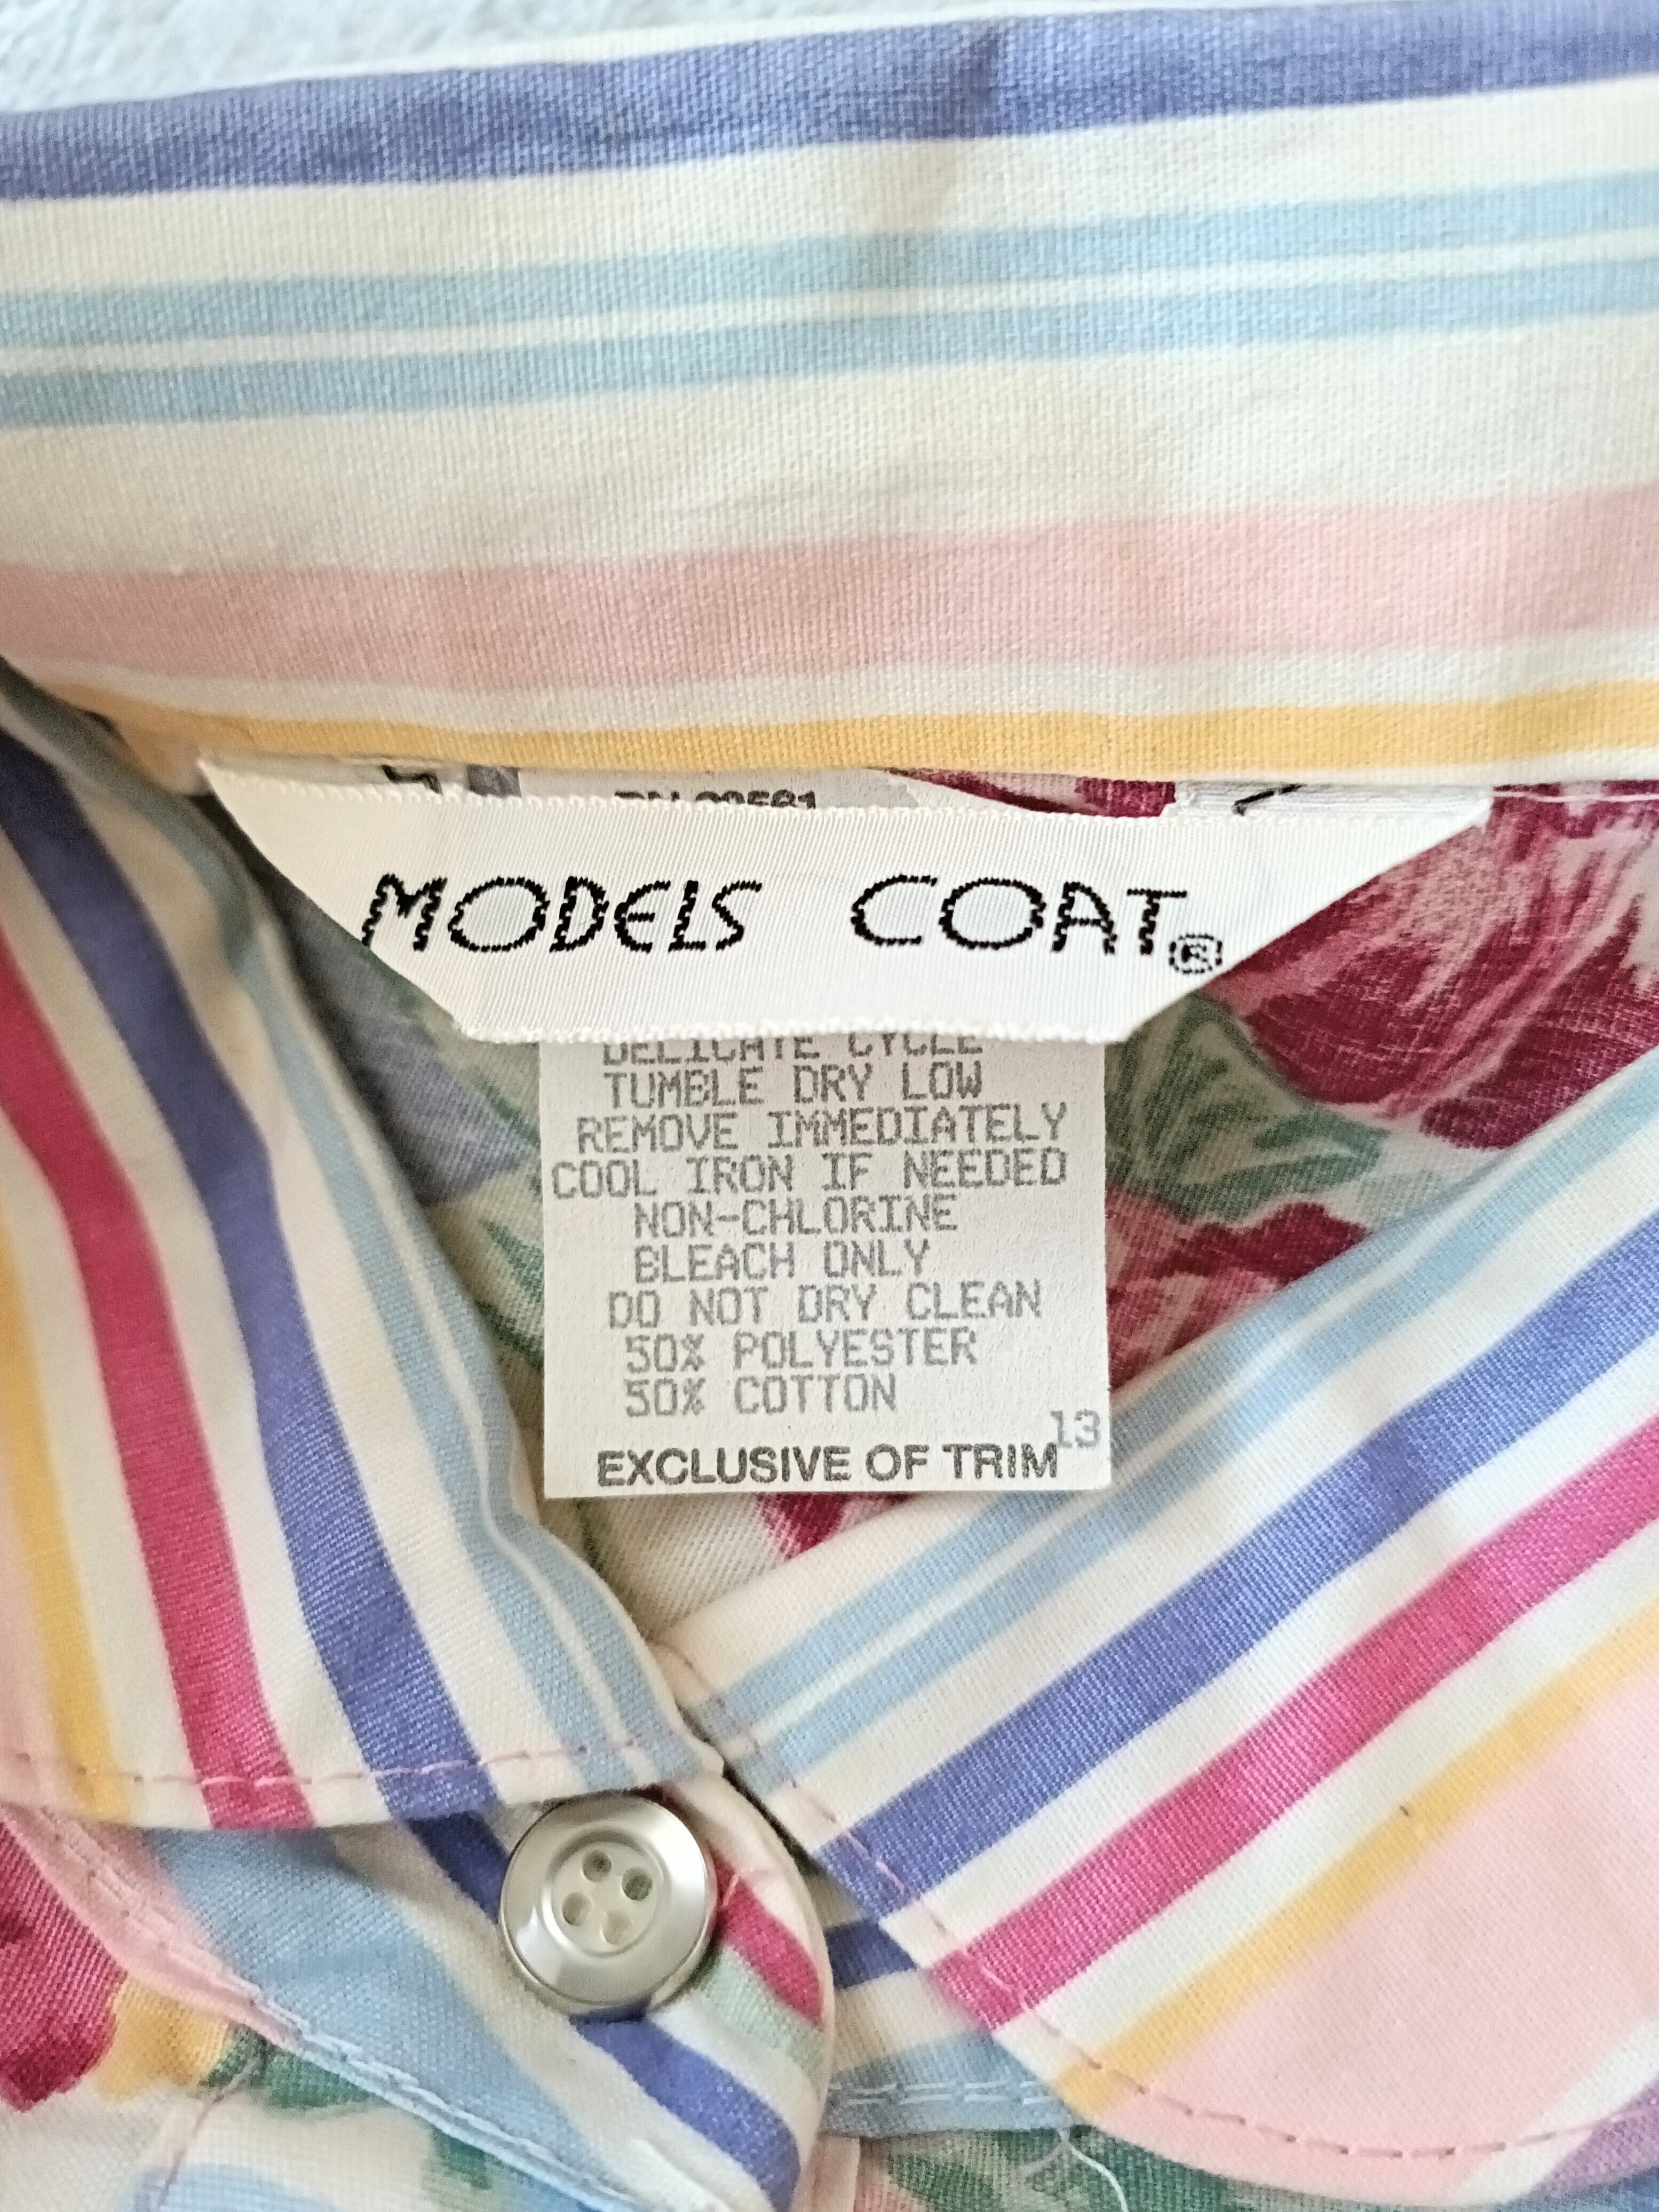 MODELS COAT®
DELICATE CYCLE
TUMBLE DRY LOW
REMOVE IMMEDIATELY
COOL IRON IF NEEDED
NON-CHLORINE
BLEACH ONLY
DO NOT DRY CLEAN
50% POLYESTER
50% COTTON
13
EXCLUSIVE OF TRIM